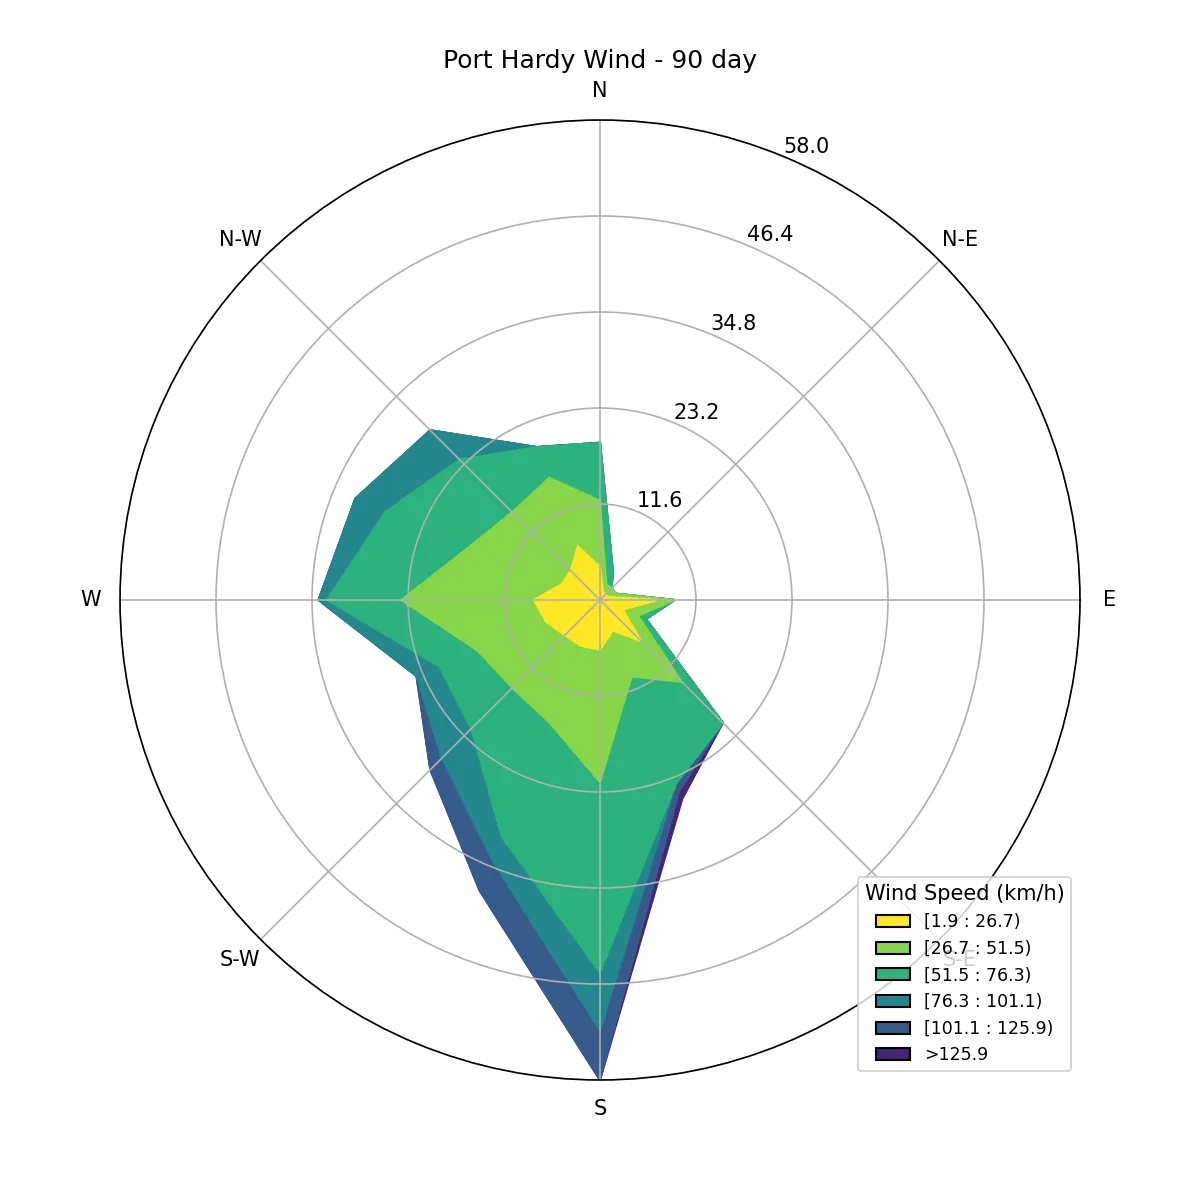 Port Hardy Wind - 90 day
N
58.0
46.4
N-W
N-E
34.8
23.2
11.6
W
E
Wind Speed (km/h)
[1.9 : 26.7)
[26.7 : 51.5)
S-W
S-E
[51.5 : 76.3)
[76.3 : 101.1)
[101.1 : 125.9)
>125.9
S